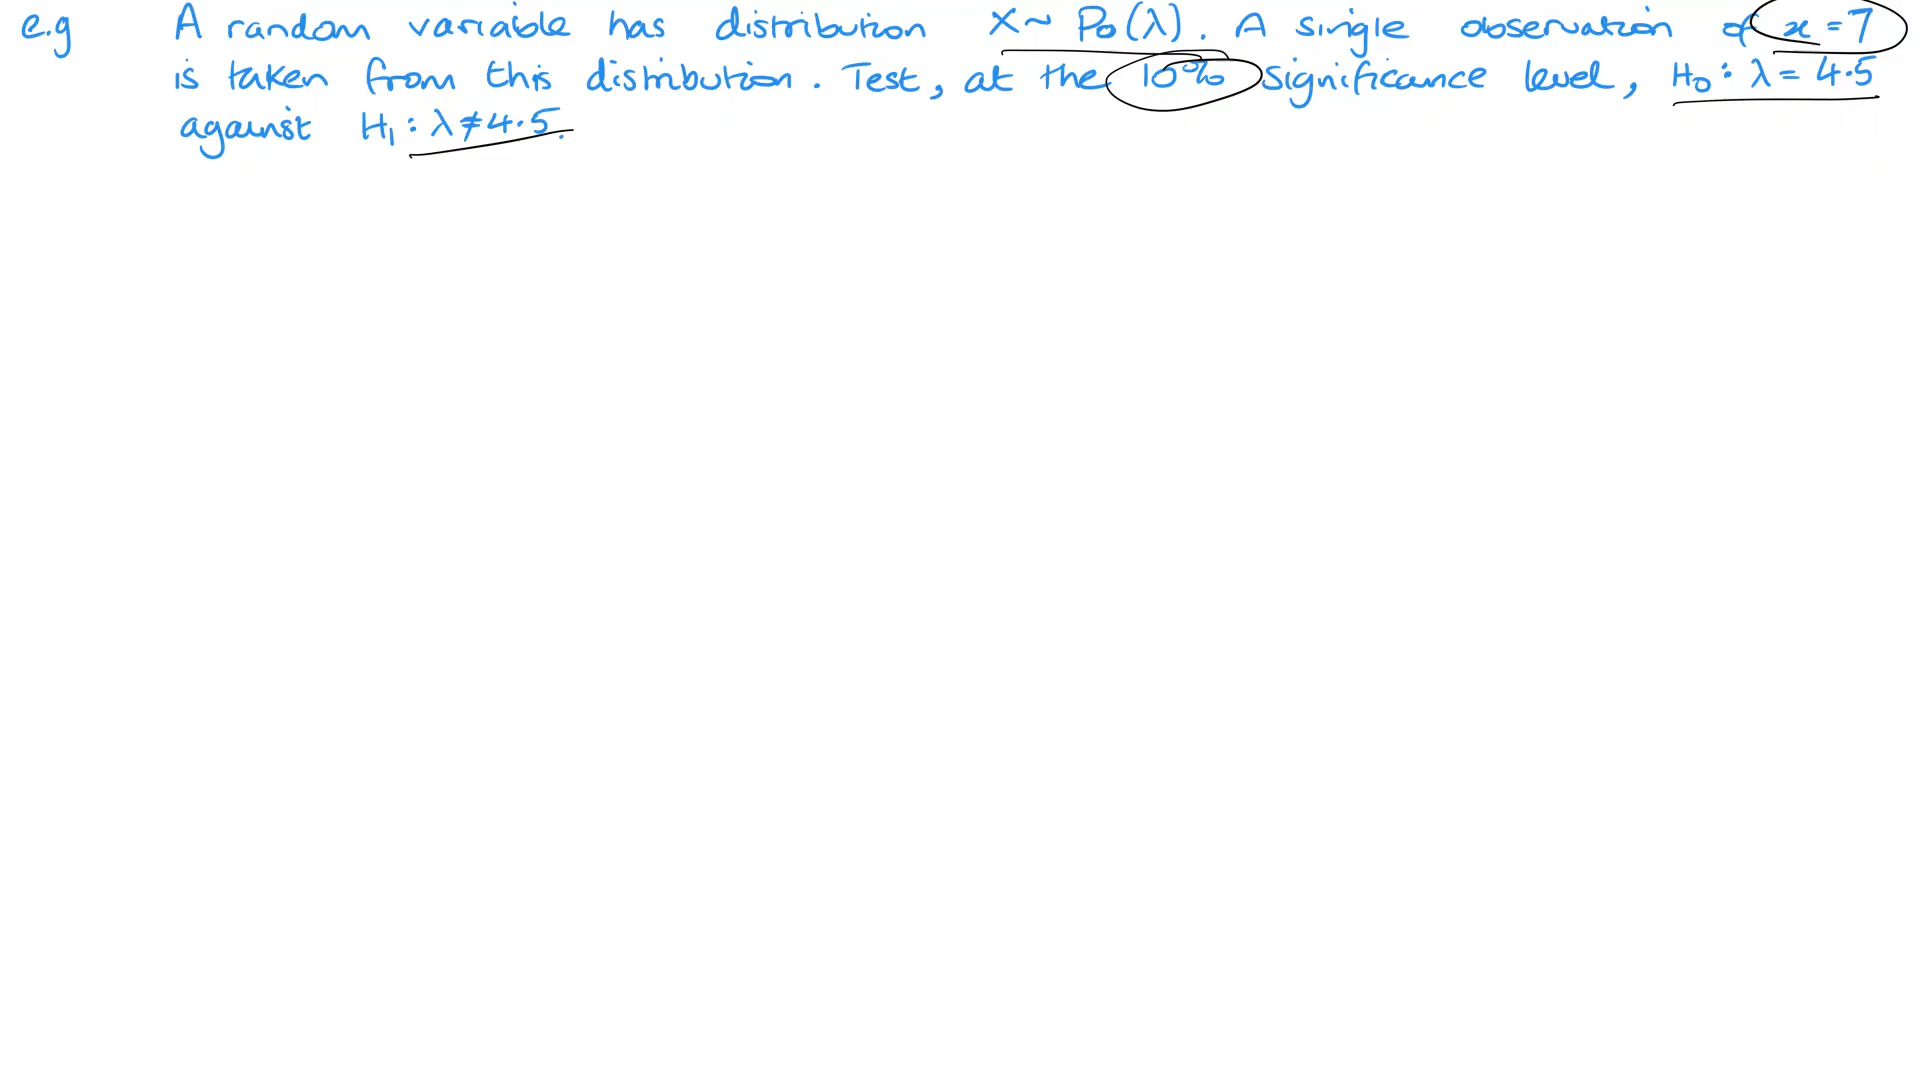 e.g A random variable has distribution X~ Po(λ). A single observation of x = 7
is taken from this distribution. Test, at the 10% significance level, H₀: λ = 4.5
against H₁: λ ≠ 4.5.